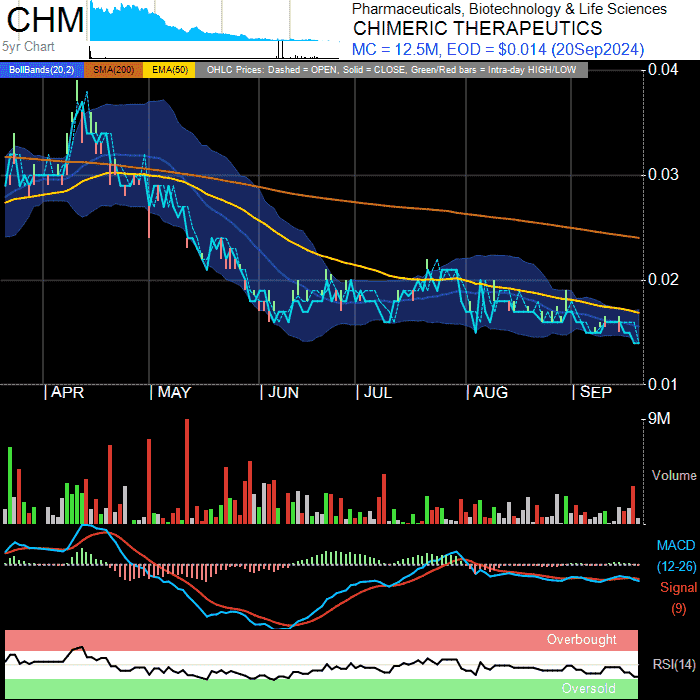 CHM
5yr Chart
Pharmaceuticals, Biotechnology & Life Sciences
CHIMERIC THERAPEUTICS
MC = 12.5M, EOD = $0.014 (20Sep2024)
BollBands(20,2) SMA(200) EMA(50) OHLC Prices: Dashed = OPEN, Solid = CLOSE, Green/Red bars = Intra-day HIGH/LOW
0.04
0.03
0.02
0.01
APR MAY JUN JUL AUG SEP
9M
Volume
MACD
(12-26)
Signal
(9)
Overbought
RSI(14)
Oversold